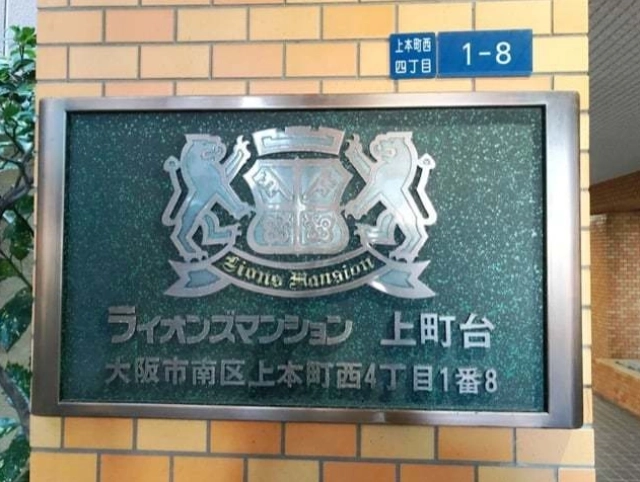 上本町西
四丁目
1-8
Lions Mansion
ライオンズマンション 上町台
大阪市南区上本町西4丁目1番8